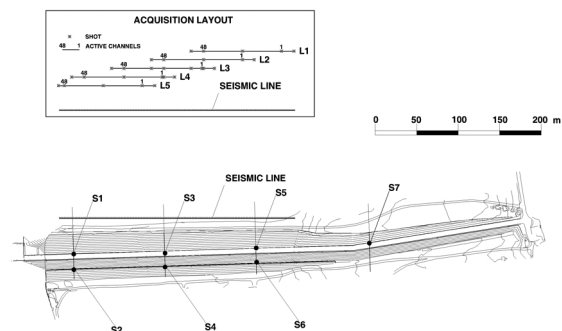 ACQUISITION LAYOUT
SHOT
48 1 ACTIVE CHANNELS
48 1 L1
48 1 L2
48 1 L3
48 1 L4
48 1 L5
SEISMIC LINE
0 50 100 150 200 m
SEISMIC LINE
S1 S3 S5 S7
S2 S4 S6